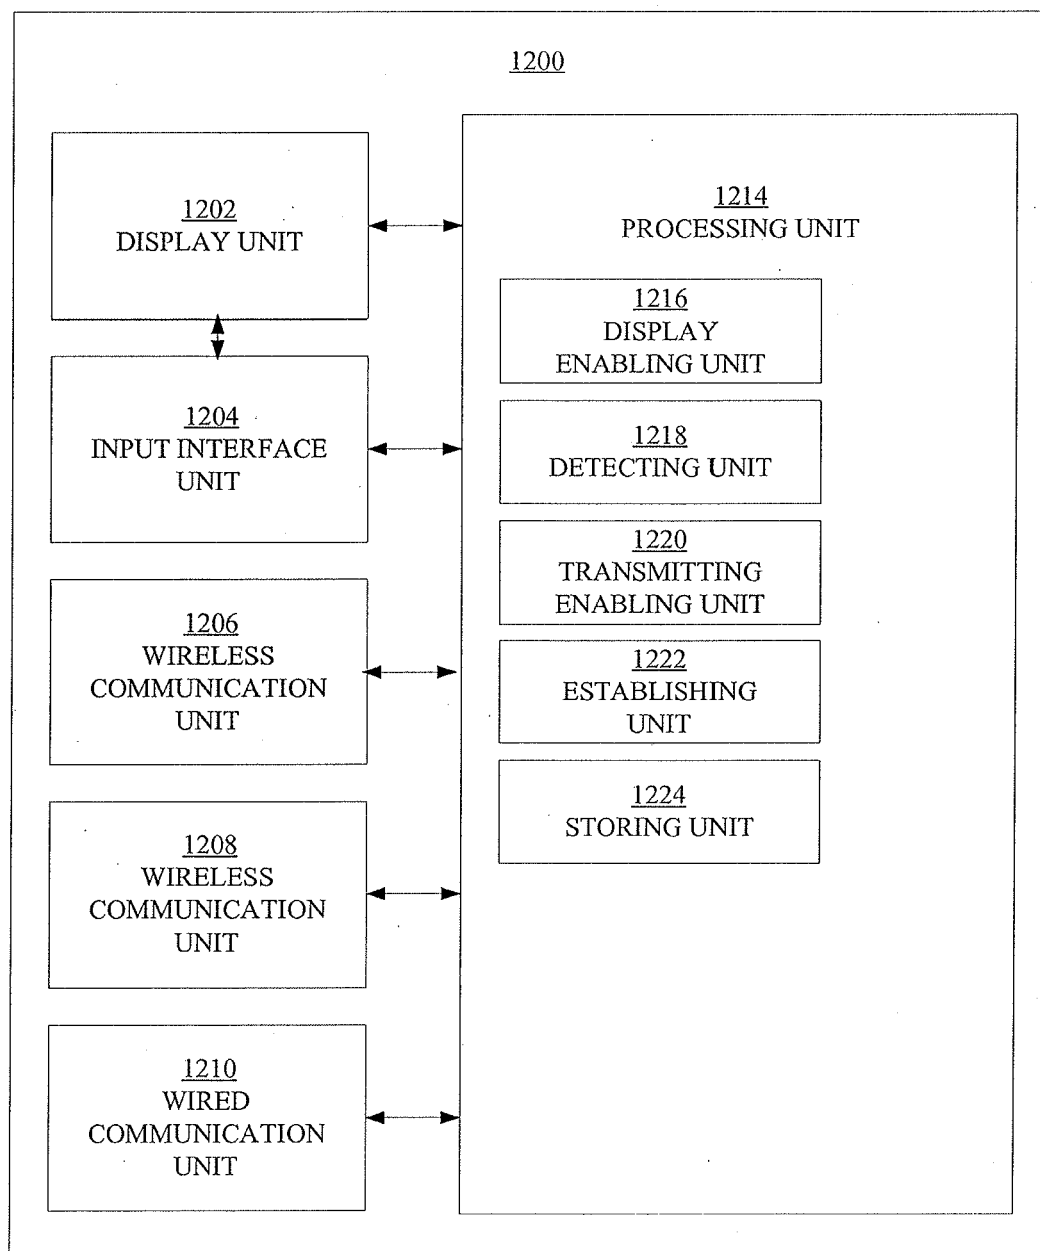 1200
1202
DISPLAY UNIT
1204
INPUT INTERFACE
UNIT
1206
WIRELESS
COMMUNICATION
UNIT
1208
WIRELESS
COMMUNICATION
UNIT
1210
WIRED
COMMUNICATION
UNIT
1214
PROCESSING UNIT
1216
DISPLAY
ENABLING UNIT
1218
DETECTING UNIT
1220
TRANSMITTING
ENABLING UNIT
1222
ESTABLISHING
UNIT
1224
STORING UNIT